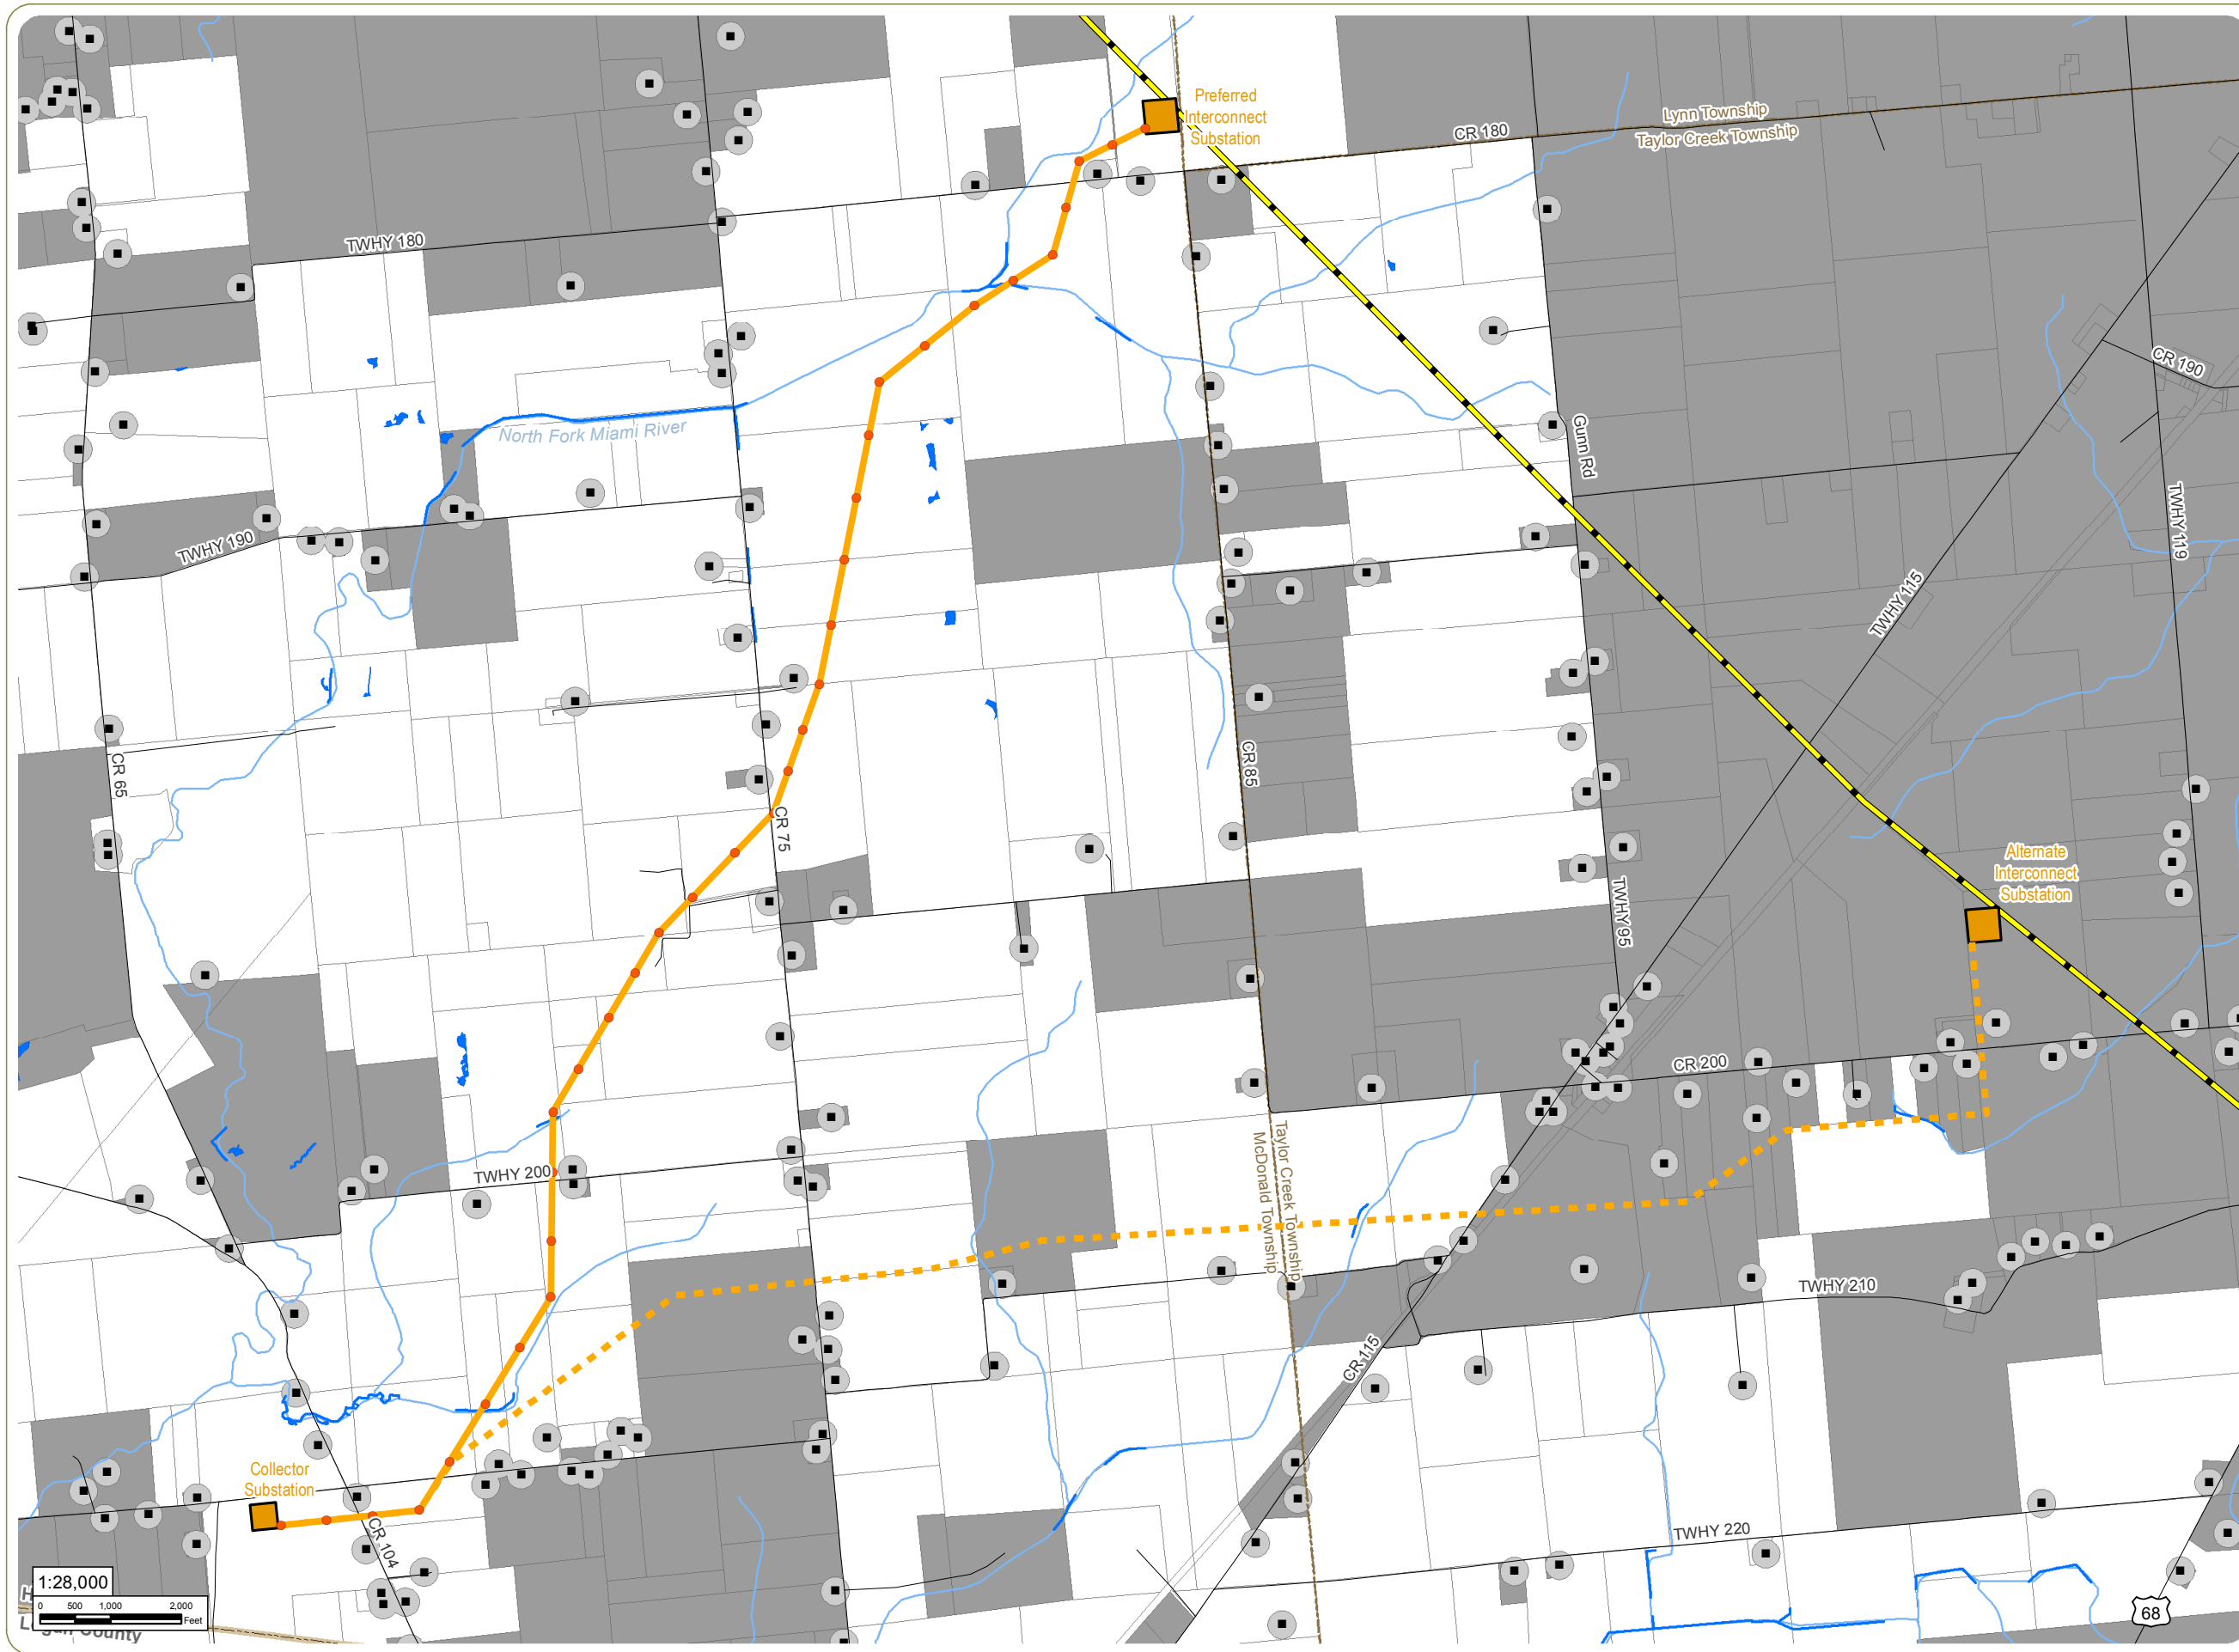 Preferred
Interconnect
Substation
Lynn Township
CR 180
Taylor Creek Township
TWHY 180
CR 190
North Fork Miami River
Gunn Rd
TWHY 119
TWHY 190
TWHY 115
CR 65
CR 85
CR 75
Alternate
Interconnect
Substation
TWHY 95
CR 200
Taylor Creek Township
McDonald Township
TWHY 200
TWHY 210
CR 115
Collector
Substation
CR 104
TWHY 220
1:28,000
0 500 1,000 2,000
Feet
County
68